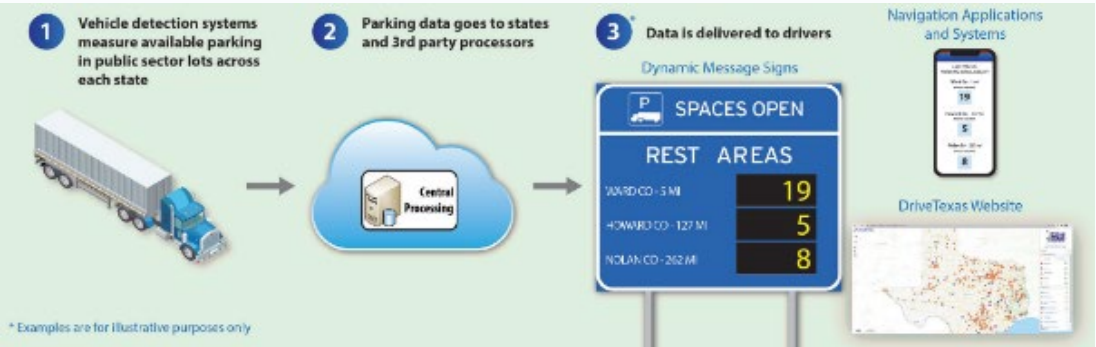 1
Vehicle detection systems
measure available parking
in public sector lots across
each state
2
Parking data goes to states
and 3rd party processors
Central
Processing
3
*
Data is delivered to drivers
Dynamic Message Signs
P
SPACES OPEN
REST AREAS
WARD CO - 5 MI 19
HOWARD CO - 127 MI 5
NOLAN CO - 262 MI 8
Navigation Applications
and Systems
19
5
8
DriveTexas Website
* Examples are for illustrative purposes only